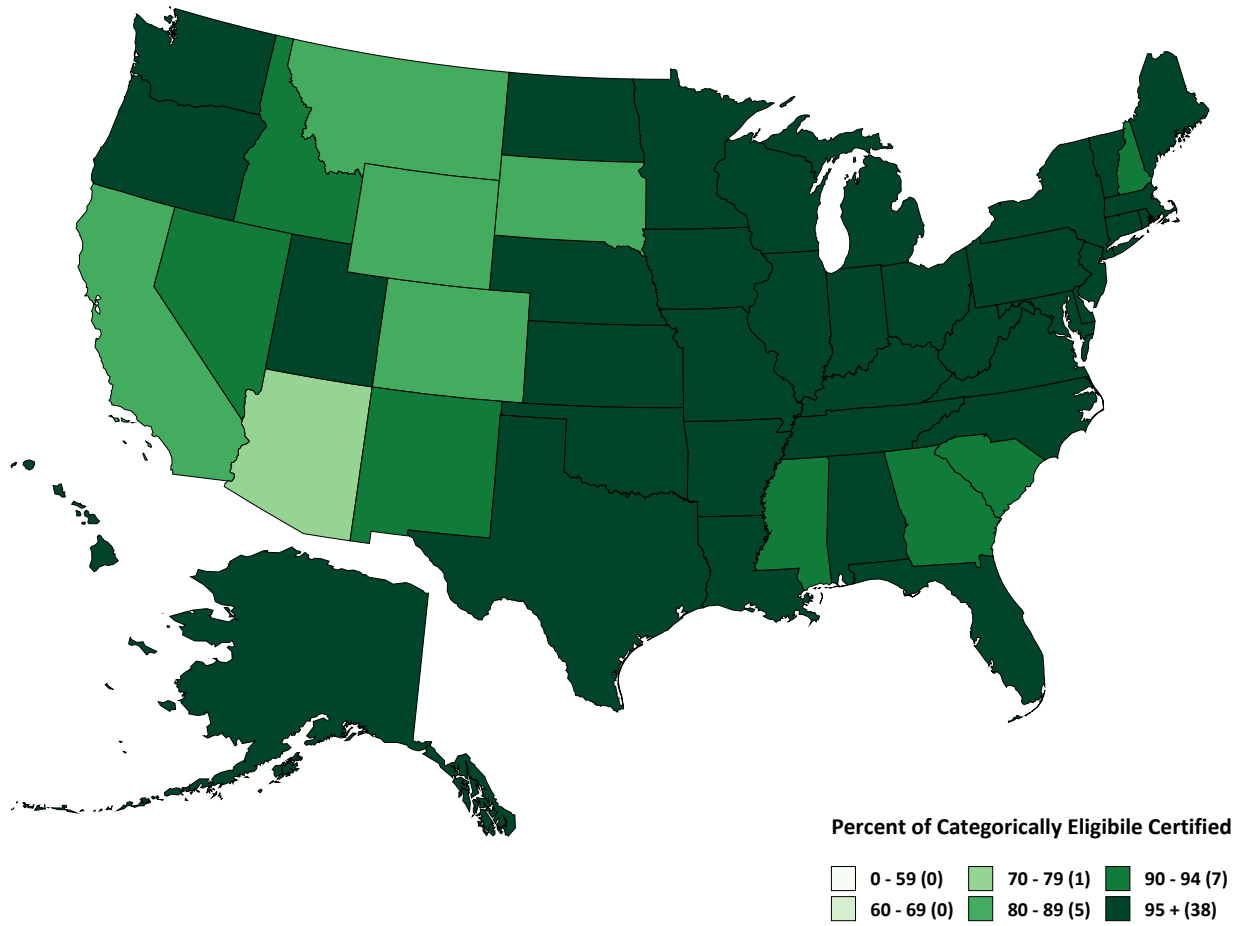 Percent of Categorically Eligibile Certified
0 - 59 (0) 70 - 79 (1) 90 - 94 (7)
60 - 69 (0) 80 - 89 (5) 95 + (38)